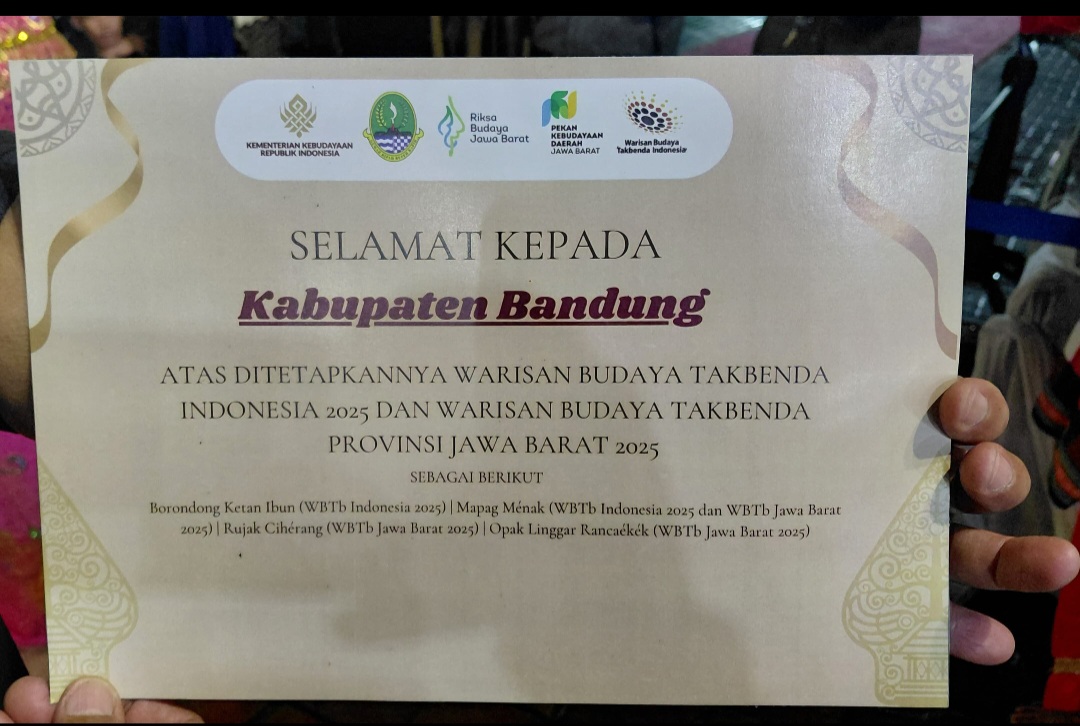 KEMENTERIAN KEBUDAYAAN
REPUBLIK INDONESIA
Riksa
Budaya
Jawa Barat
PEKAN
KEBUDAYAAN
DAERAH
JAWA BARAT
Warisan Budaya
Takbenda Indonesia
SELAMAT KEPADA
Kabupaten Bandung
ATAS DITETAPKANNYA WARISAN BUDAYA TAKBENDA
INDONESIA 2025 DAN WARISAN BUDAYA TAKBENDA
PROVINSI JAWA BARAT 2025
SEBAGAI BERIKUT
Borondong Ketan Ibun (WBTb Indonesia 2025) | Mapag Ménak (WBTb Indonesia 2025 dan WBTb Jawa Barat
2025) | Rujak Cihérang (WBTb Jawa Barat 2025) | Opak Linggar Rancaékék (WBTb Jawa Barat 2025)